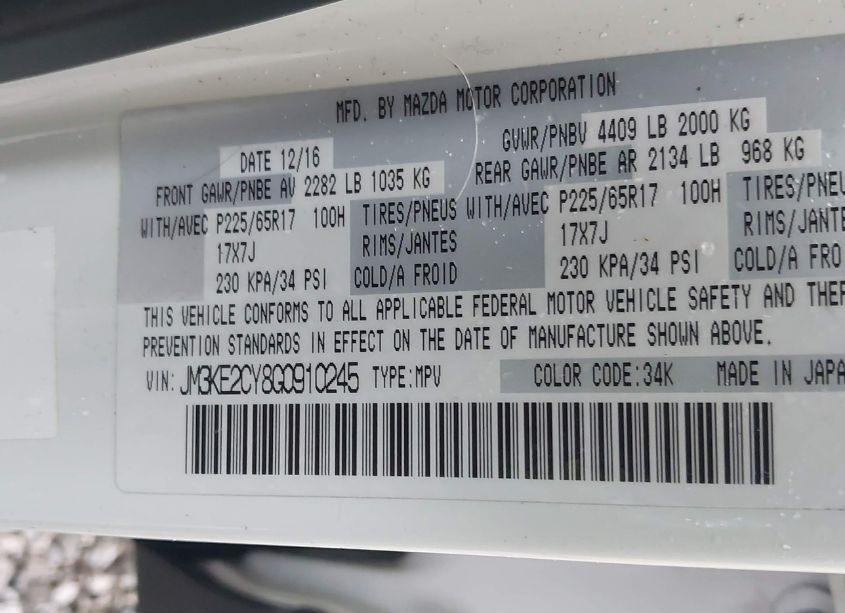 MFD. BY MAZDA MOTOR CORPORATION
DATE 12/16 GVWR/PNBV 4409 LB 2000 KG
FRONT GAWR/PNBE AV 2282 LB 1035 KG REAR GAWR/PNBE AR 2134 LB 968 KG
WITH/AVEC P225/65R17 100H TIRES/PNEUS WITH/AVEC P225/65R17 100H TIRES/PNEU
17X7J RIMS/JANTES 17X7J RIMS/JANTE
230 KPA/34 PSI COLD/A FROID 230 KPA/34 PSI COLD/A FRO
THIS VEHICLE CONFORMS TO ALL APPLICABLE FEDERAL MOTOR VEHICLE SAFETY AND THEF
PREVENTION STANDARDS IN EFFECT ON THE DATE OF MANUFACTURE SHOWN ABOVE.
VIN: JM3KE2CY8G0910245 TYPE:MPV COLOR CODE:34K MADE IN JAPA